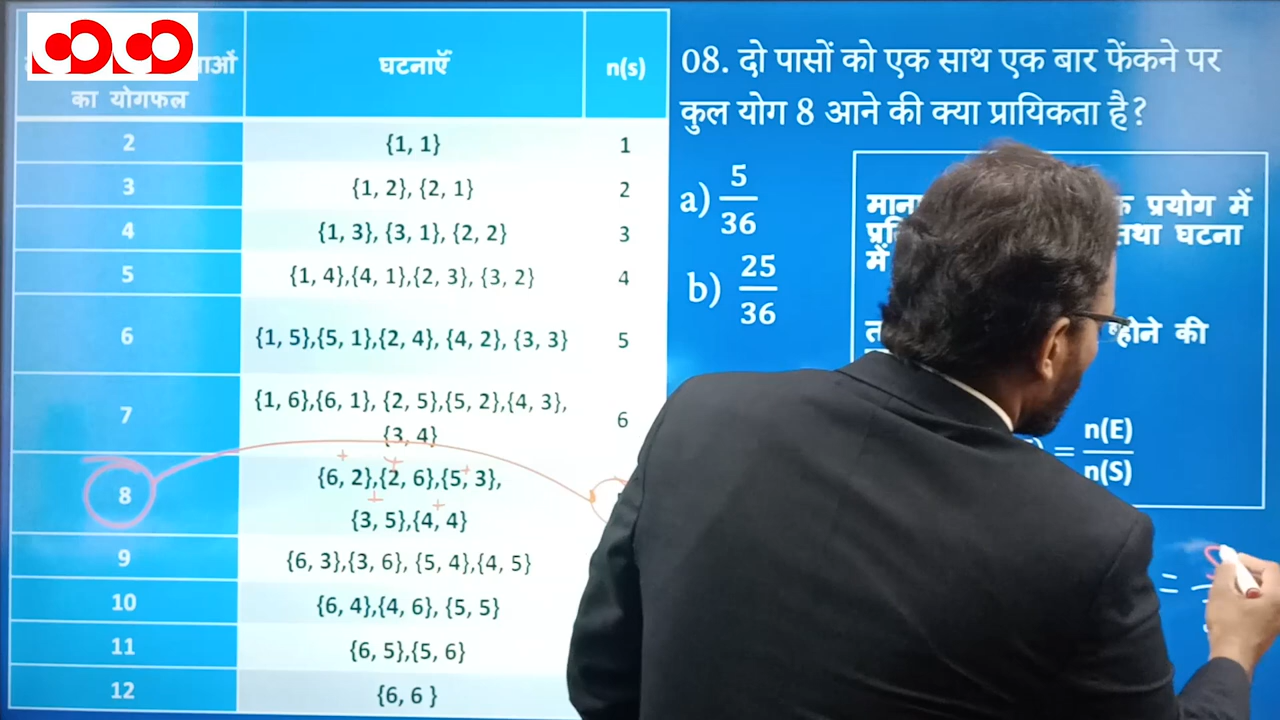 का योगफल
घटनाएँ
n(s)
2 {1, 1} 1
3 {1, 2}, {2, 1} 2
4 {1, 3}, {3, 1}, {2, 2} 3
5 {1, 4},{4, 1},{2, 3}, {3, 2} 4
6 {1, 5},{5, 1},{2, 4}, {4, 2}, {3, 3} 5
7 {1, 6},{6, 1}, {2, 5},{5, 2},{4, 3},
{3, 4} 6
8 {6, 2},{2, 6},{5, 3},
{3, 5},{4, 4}
9 {6, 3},{3, 6}, {5, 4},{4, 5}
10 {6, 4},{4, 6}, {5, 5}
11 {6, 5},{5, 6}
12 {6, 6 }
08. दो पासों को एक साथ एक बार फेंकने पर
कुल योग 8 आने की क्या प्रायिकता है?
a) 5/36
b) 25/36
प्रयोग में
तथा घटना
में
होने की
= n(E)/n(S)
=